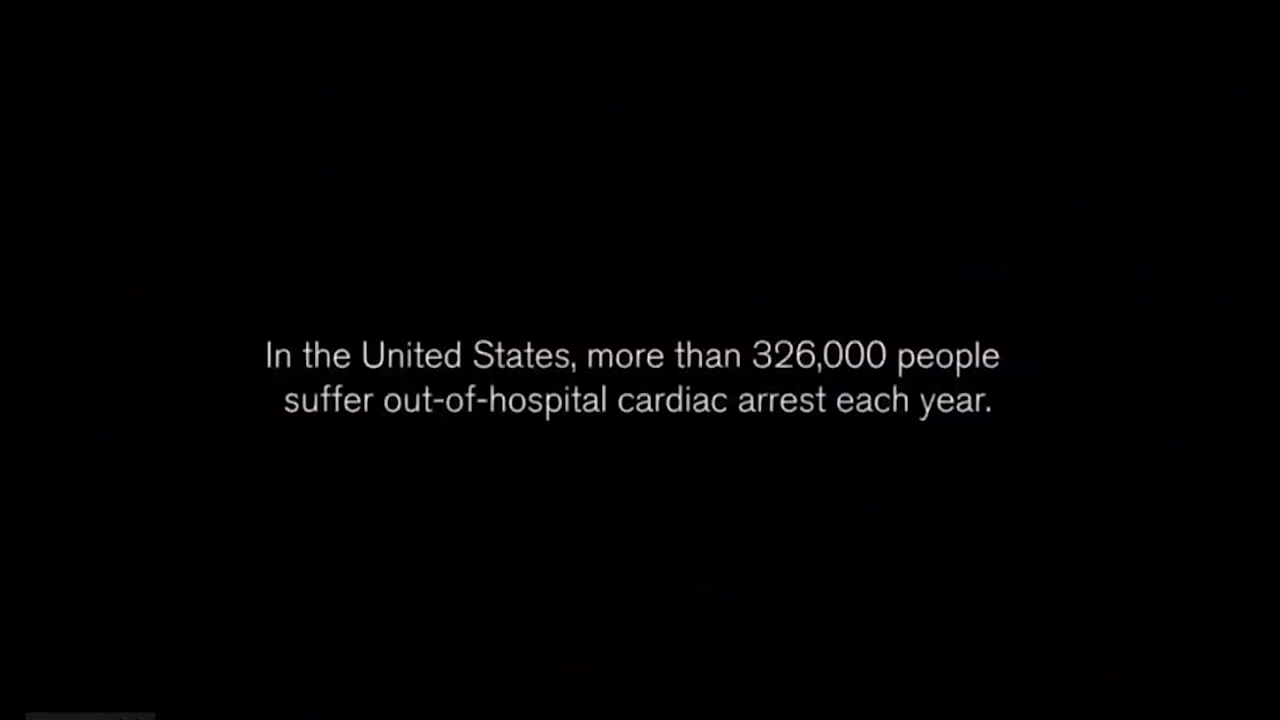 In the United States, more than 326,000 people
suffer out-of-hospital cardiac arrest each year.